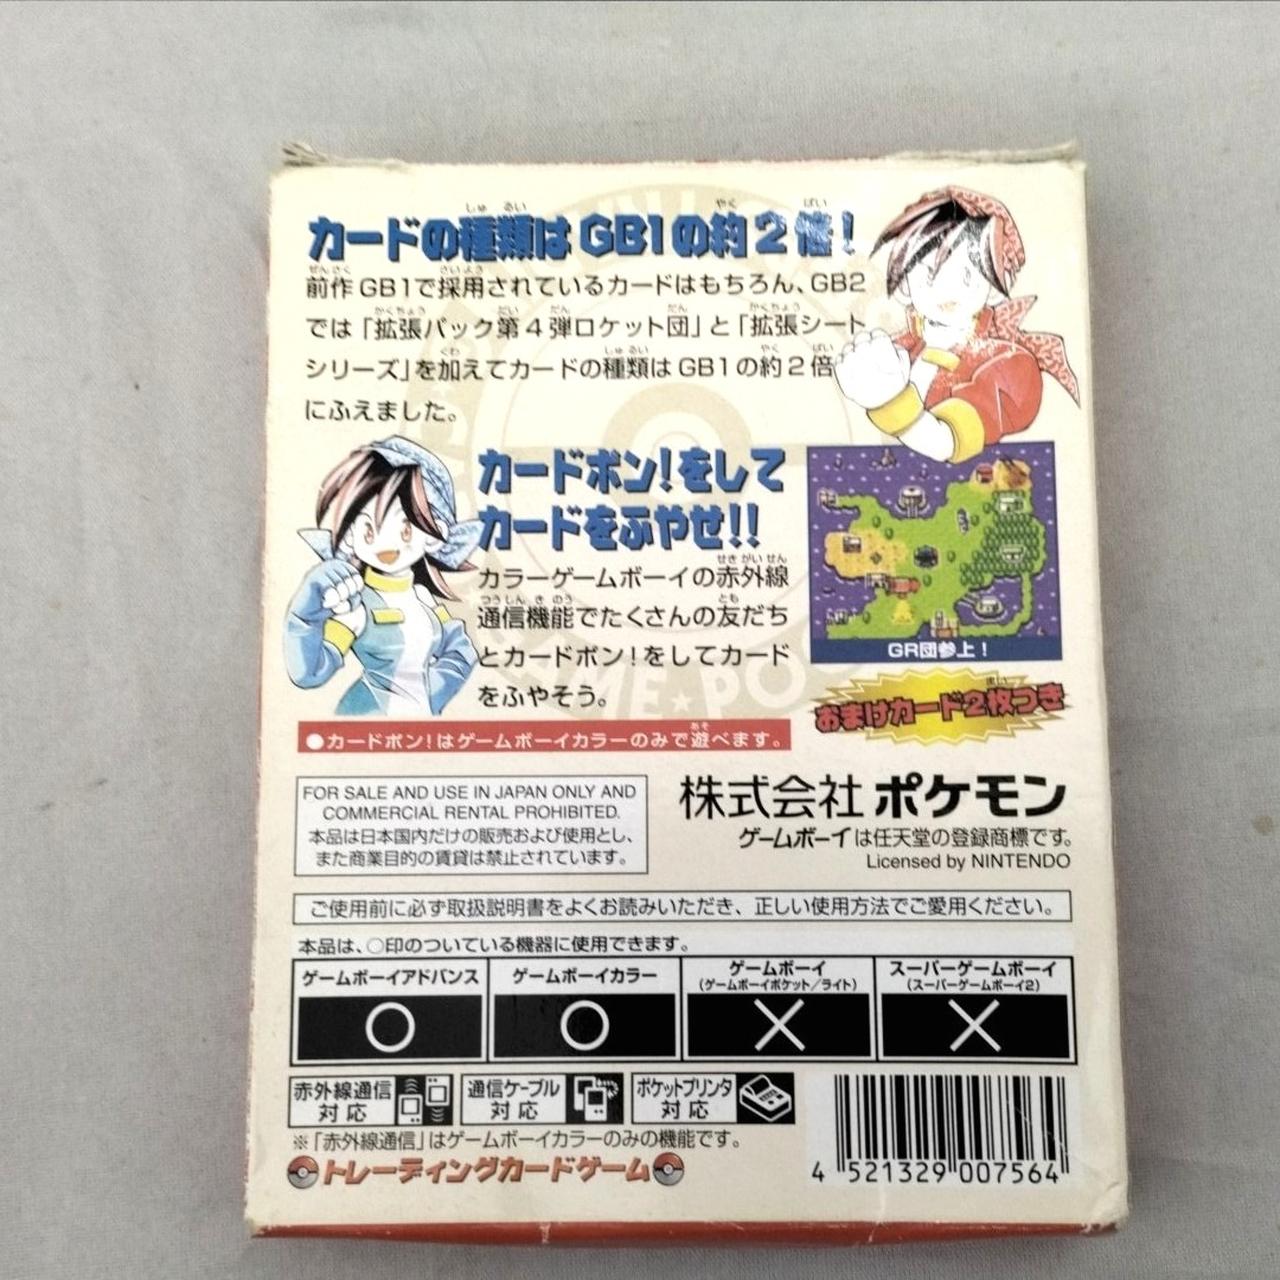 カードの種類はGB1の約2倍!
前作GB1で採用されているカードはもちろん、GB2
では「拡張パック第4弾ロケット団」と「拡張シート
シリーズ」を加えてカードの種類はGB1の約2倍
にふえました。
カードポン!をして
カードをふやせ!!
カラーゲームボーイの赤外線
通信機能でたくさんの友だち
とカードポン!をしてカード
をふやそう。
GR団参上!
おまけカード2枚つき
●カードポン!はゲームボーイカラーのみで遊べます。
FOR SALE AND USE IN JAPAN ONLY AND
COMMERCIAL RENTAL PROHIBITED.
本品は日本国内だけの販売および使用とし、
また商業目的の賃貸は禁止されています。
株式会社ポケモン
ゲームボーイは任天堂の登録商標です。
Licensed by NINTENDO
ご使用前に必ず取扱説明書をよくお読みいただき、正しい使用方法でご愛用ください。
本品は、○印のついている機器に使用できます。
ゲームボーイアドバンス ゲームボーイカラー ゲームボーイ スーパーゲームボーイ
(ゲームボーイポケット/ライト) (スーパーゲームボーイ2)
○ ○ × ×
赤外線通信 通信ケーブル ポケットプリンタ
対応 対応 対応
※「赤外線通信」はゲームボーイカラーのみの機能です。
トレーディングカードゲーム
4 521329 007564